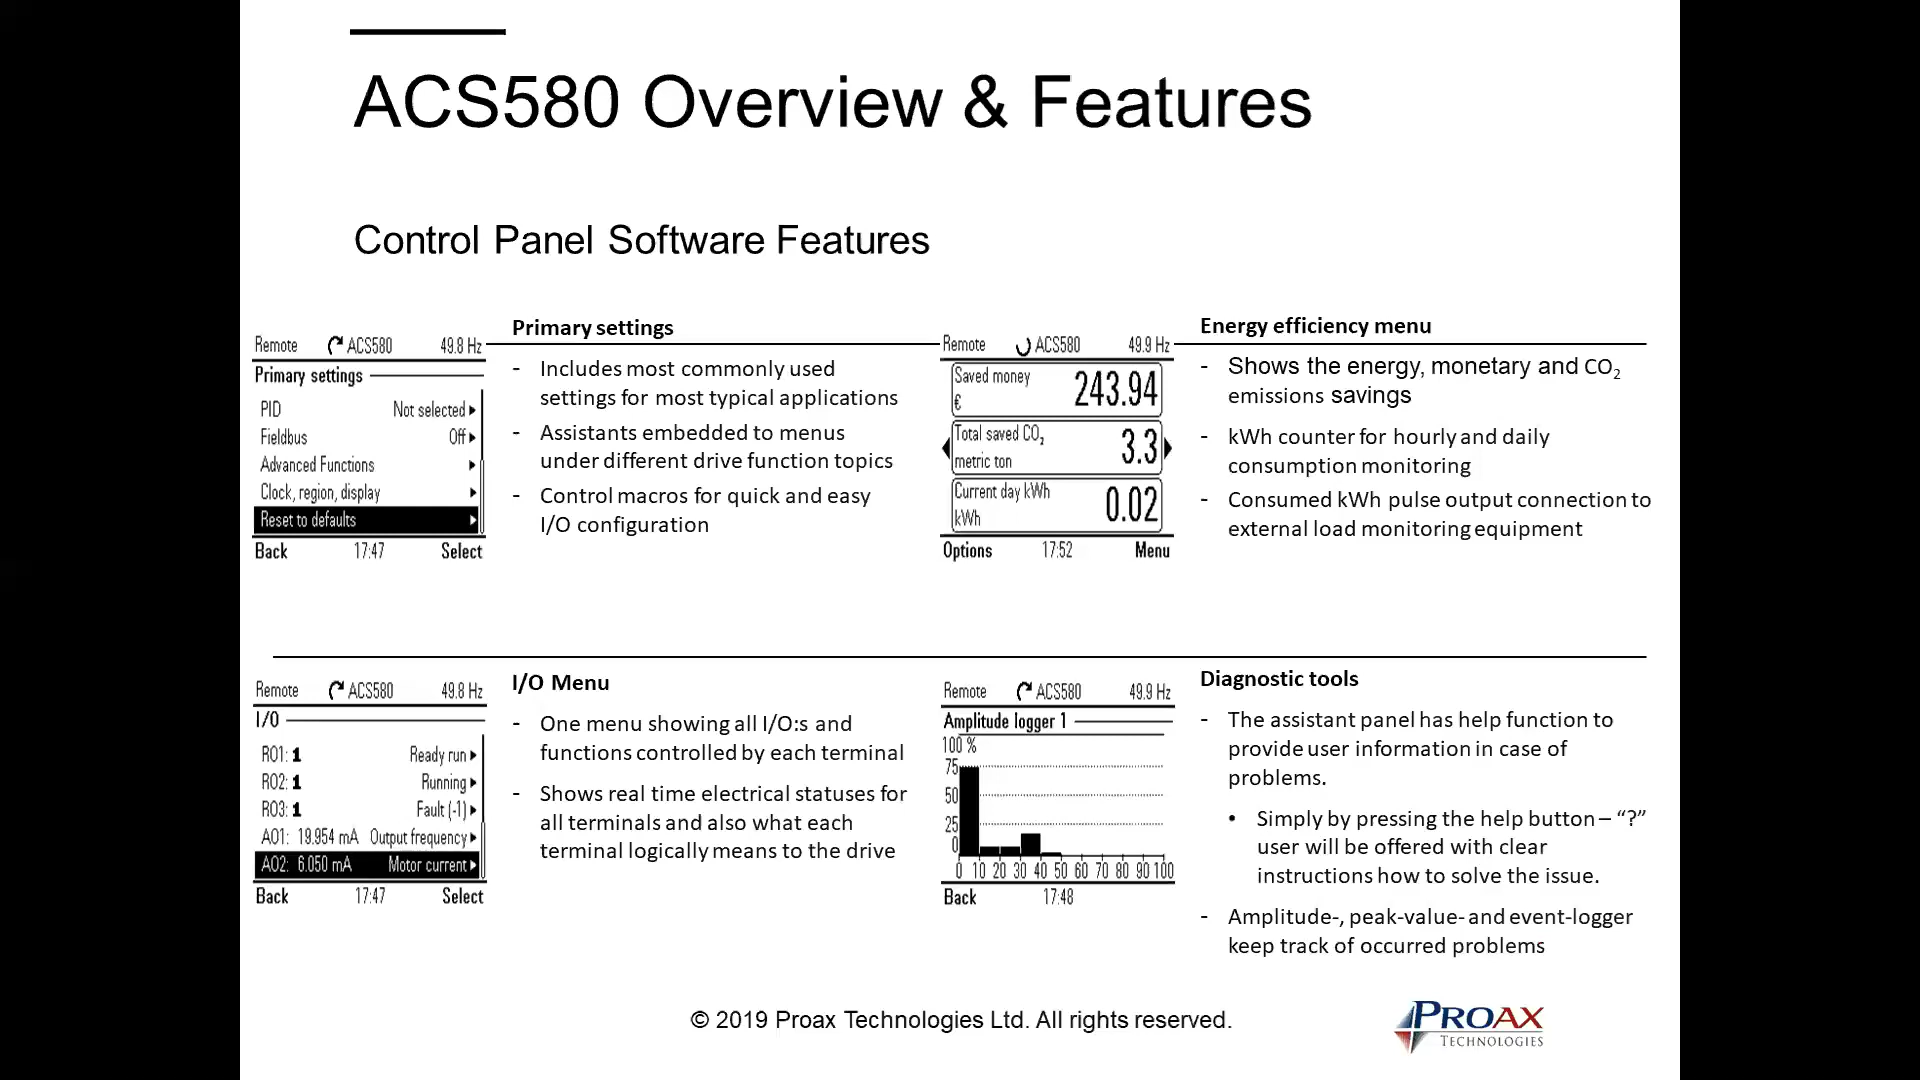 ACS580 Overview & Features
Control Panel Software Features
Remote ACS580 49.8 Hz
Primary settings
PID Not selected
Fieldbus Off
Advanced Functions
Clock, region, display
Reset to defaults
Back 17:47 Select
Primary settings
- Includes most commonly used
settings for most typical applications
- Assistants embedded to menus
under different drive function topics
- Control macros for quick and easy
I/O configuration
Remote ACS580 49.9 Hz
Saved money
€ 243.94
Total saved CO2
metric ton 3.3
Current day kWh
kWh 0.02
Options 17:52 Menu
Energy efficiency menu
- Shows the energy, monetary and CO2
emissions savings
- kWh counter for hourly and daily
consumption monitoring
- Consumed kWh pulse output connection to
external load monitoring equipment
Remote ACS580 49.8 Hz
I/O
RO1: 1 Ready run
RO2: 1 Running
RO3: 1 Fault (-1)
AO1: 19.954 mA Output frequency
AO2: 6.050 mA Motor current
Back 17:47 Select
I/O Menu
- One menu showing all I/O:s and
functions controlled by each terminal
- Shows real time electrical statuses for
all terminals and also what each
terminal logically means to the drive
Remote ACS580 49.9 Hz
Amplitude logger 1
100 %
75
50
25
0
0 10 20 30 40 50 60 70 80 90 100
Back 17:48
Diagnostic tools
- The assistant panel has help function to
provide user information in case of
problems.
• Simply by pressing the help button – “?”
user will be offered with clear
instructions how to solve the issue.
- Amplitude-, peak-value- and event-logger
keep track of occurred problems
© 2019 Proax Technologies Ltd. All rights reserved.
PROAX
TECHNOLOGIES